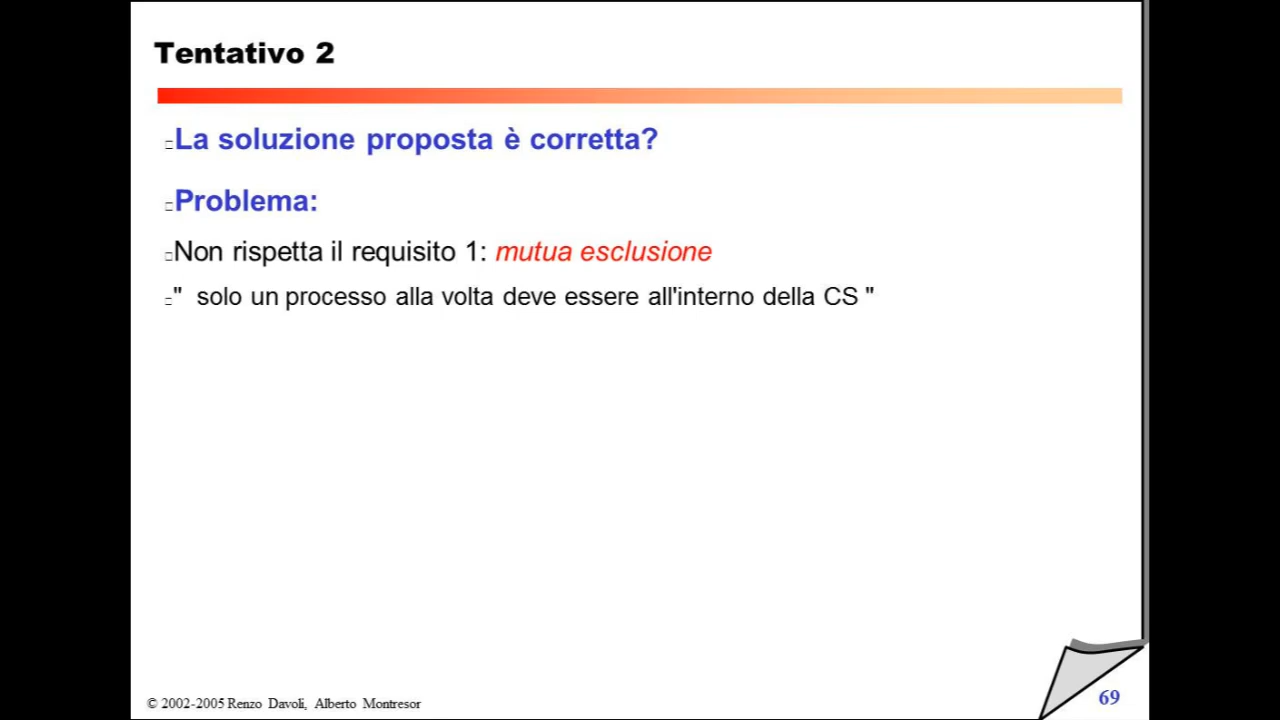 Tentativo 2
La soluzione proposta è corretta?
Problema:
Non rispetta il requisito 1: mutua esclusione
" solo un processo alla volta deve essere all'interno della CS "
© 2002-2005 Renzo Davoli, Alberto Montresor
69